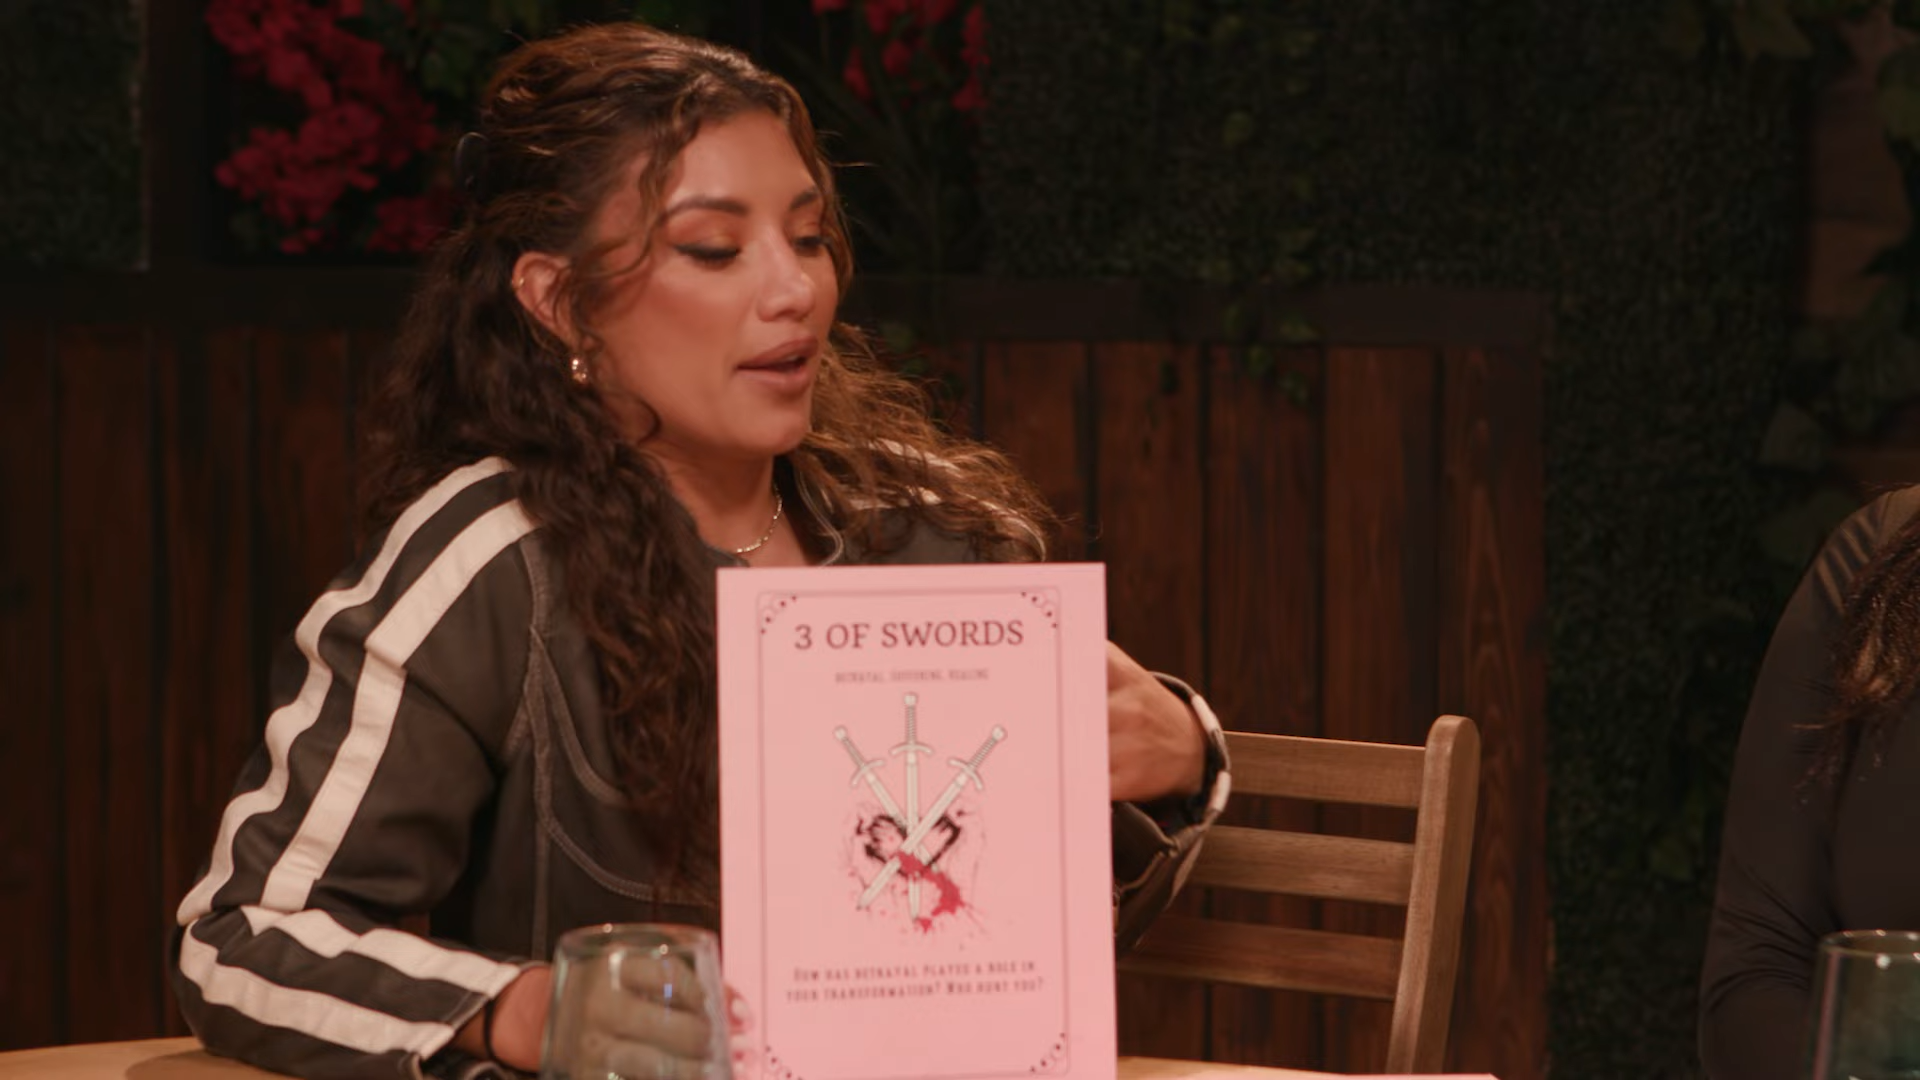 3 OF SWORDS
BETRAYAL, SUFFERING, HEALING
HOW HAS BETRAYAL PLAYED A ROLE IN
YOUR TRANSFORMATION? WHO HURT YOU?